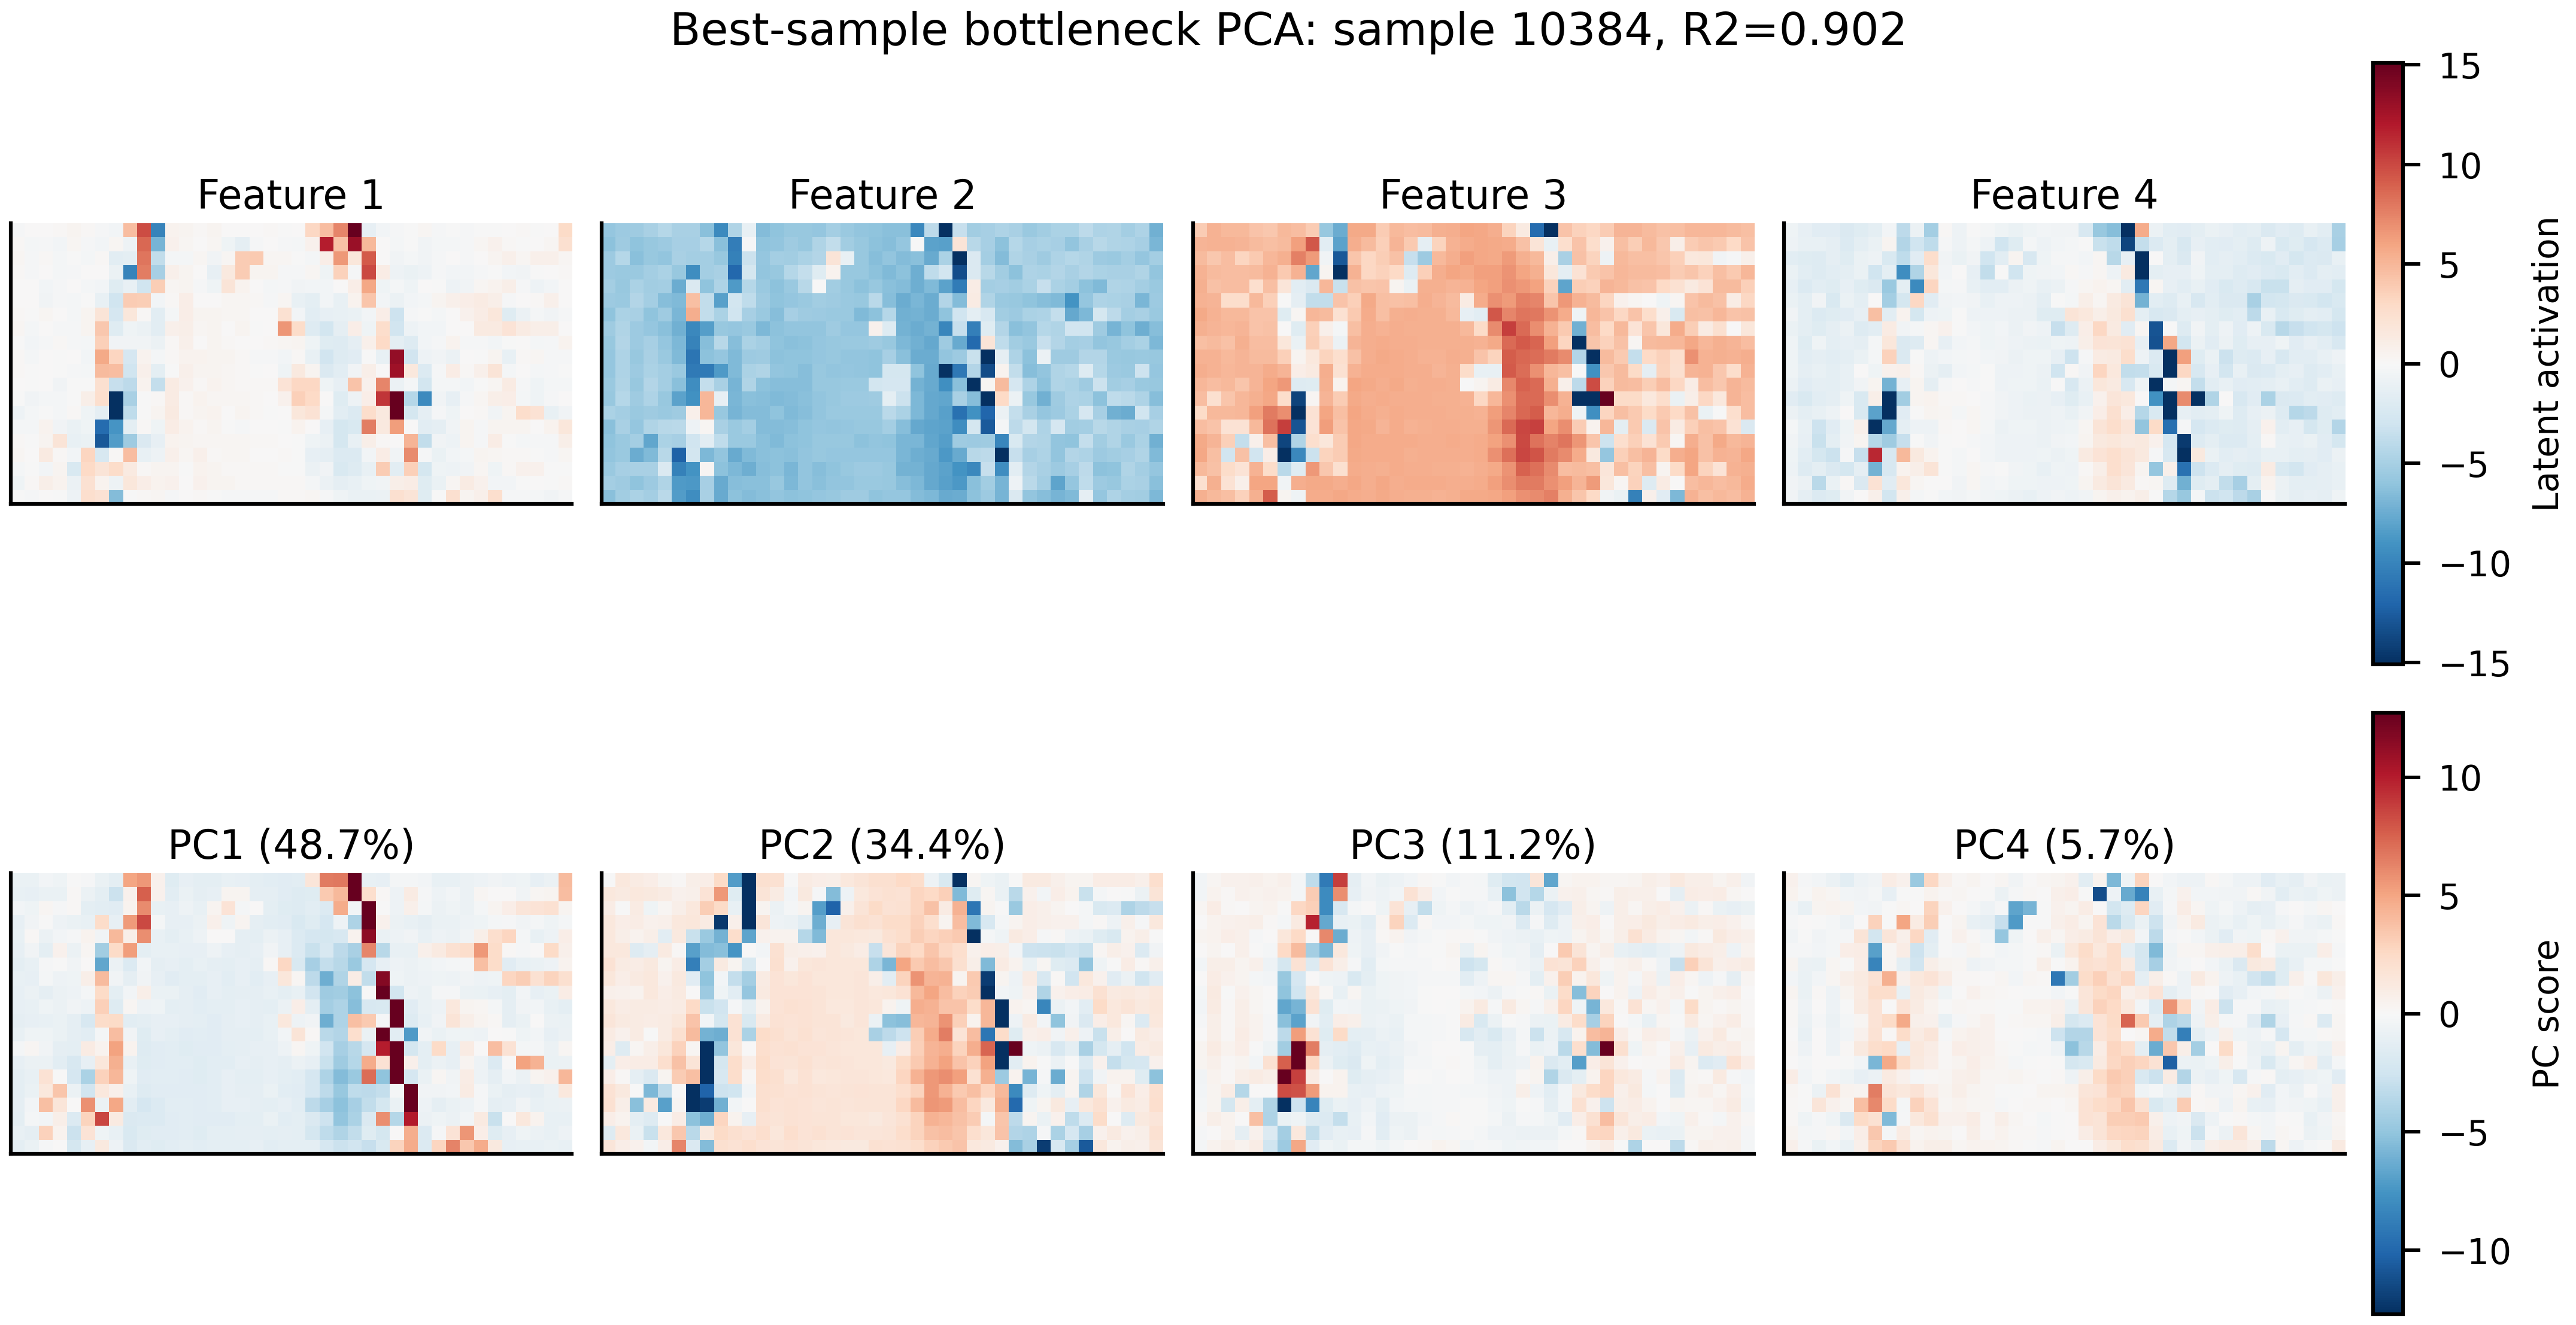 Best-sample bottleneck PCA: sample 10384, R2=0.902
Feature 1
Feature 2
Feature 3
Feature 4
15
10
5
0
−5
−10
−15
Latent activation
PC1 (48.7%)
PC2 (34.4%)
PC3 (11.2%)
PC4 (5.7%)
10
5
0
−5
−10
PC score